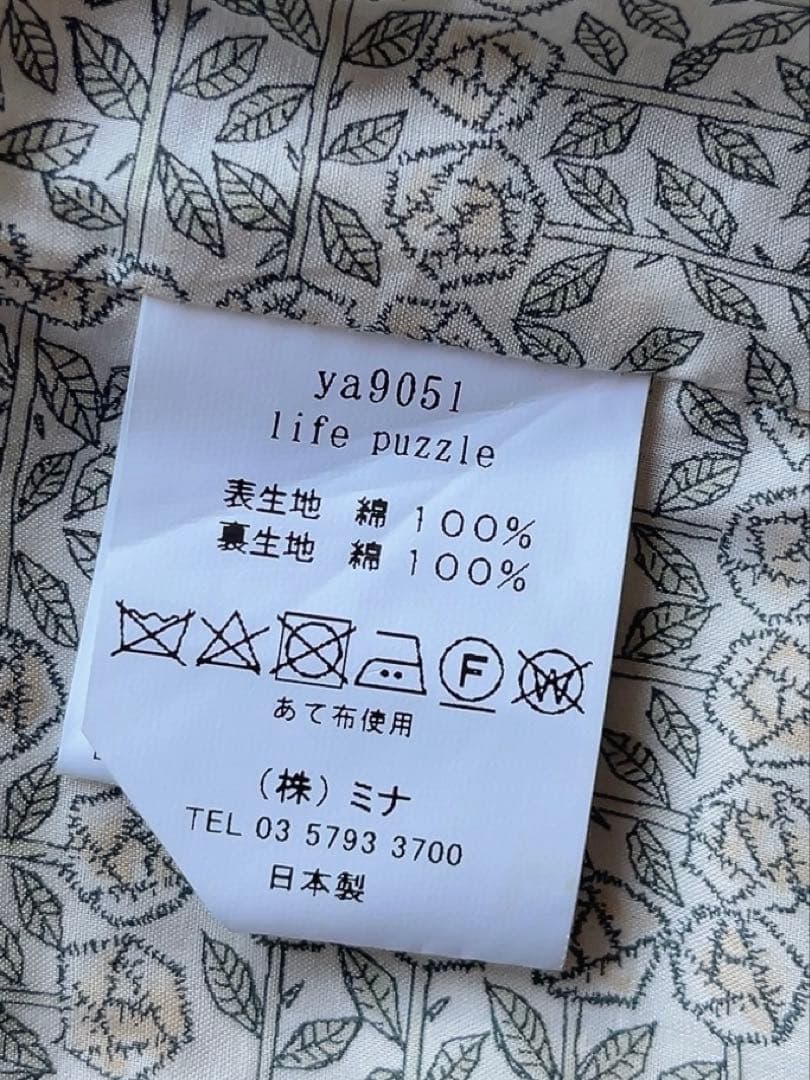 ya9051
life puzzle
表生地 綿 100%
裏生地 綿 100%
F W
あて布使用
(株) ミナ
TEL 03 5793 3700
日本製